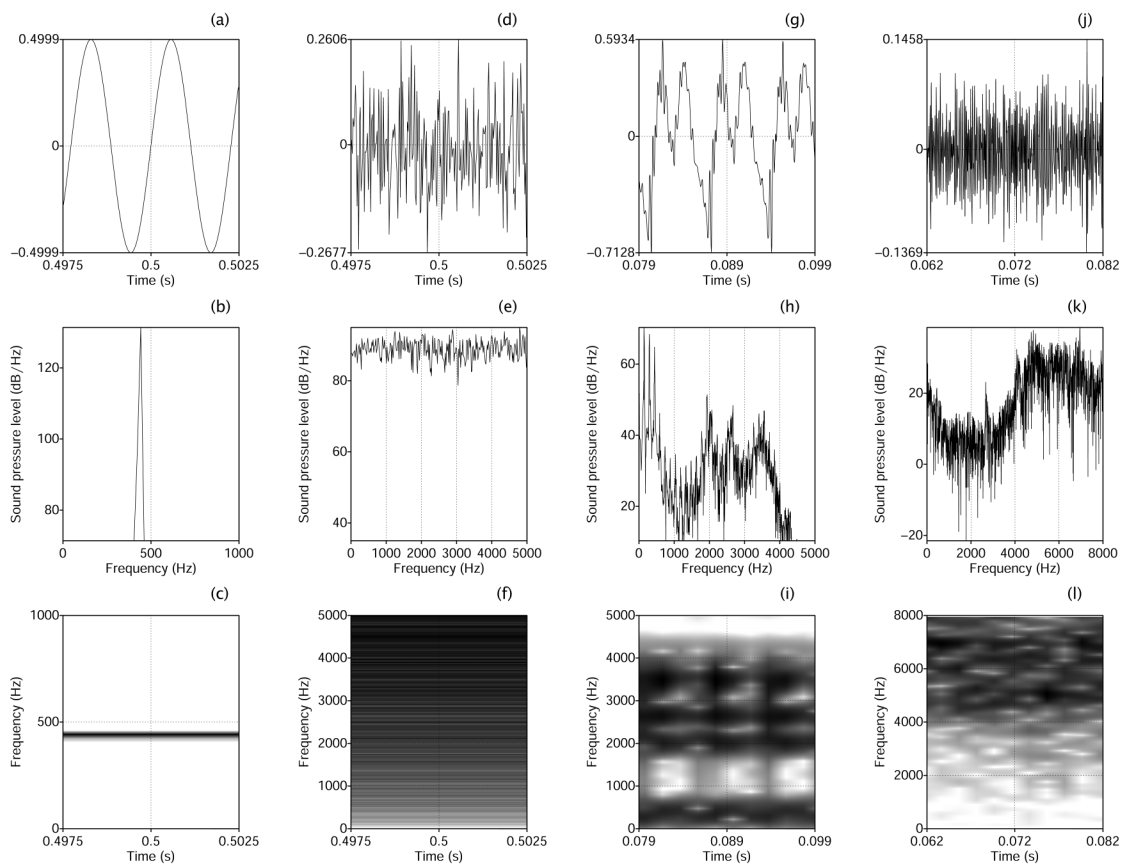 (a)
0.4999
0
−0.4999
0.4975
0.5
0.5025
Time (s)
(d)
0.2606
0
−0.2677
0.4975
0.5
0.5025
Time (s)
(g)
0.5934
0
−0.7128
0.079
0.089
0.099
Time (s)
(j)
0.1458
0
−0.1369
0.062
0.072
0.082
Time (s)
(b)
Sound pressure level (dB/Hz)
120
100
80
0
500
1000
Frequency (Hz)
(e)
Sound pressure level (dB/Hz)
80
60
40
0
1000
2000
3000
4000
5000
Frequency (Hz)
(h)
Sound pressure level (dB/Hz)
60
40
20
0
1000
2000
3000
4000
5000
Frequency (Hz)
(k)
Sound pressure level (dB/Hz)
20
0
−20
0
2000
4000
6000
8000
Frequency (Hz)
(c)
Frequency (Hz)
1000
500
0
0.4975
0.5
0.5025
Time (s)
(f)
Frequency (Hz)
5000
4000
3000
2000
1000
0
0.4975
0.5
0.5025
Time (s)
(i)
Frequency (Hz)
5000
4000
3000
2000
1000
0
0.079
0.089
0.099
Time (s)
(l)
Frequency (Hz)
8000
6000
4000
2000
0
0.062
0.072
0.082
Time (s)